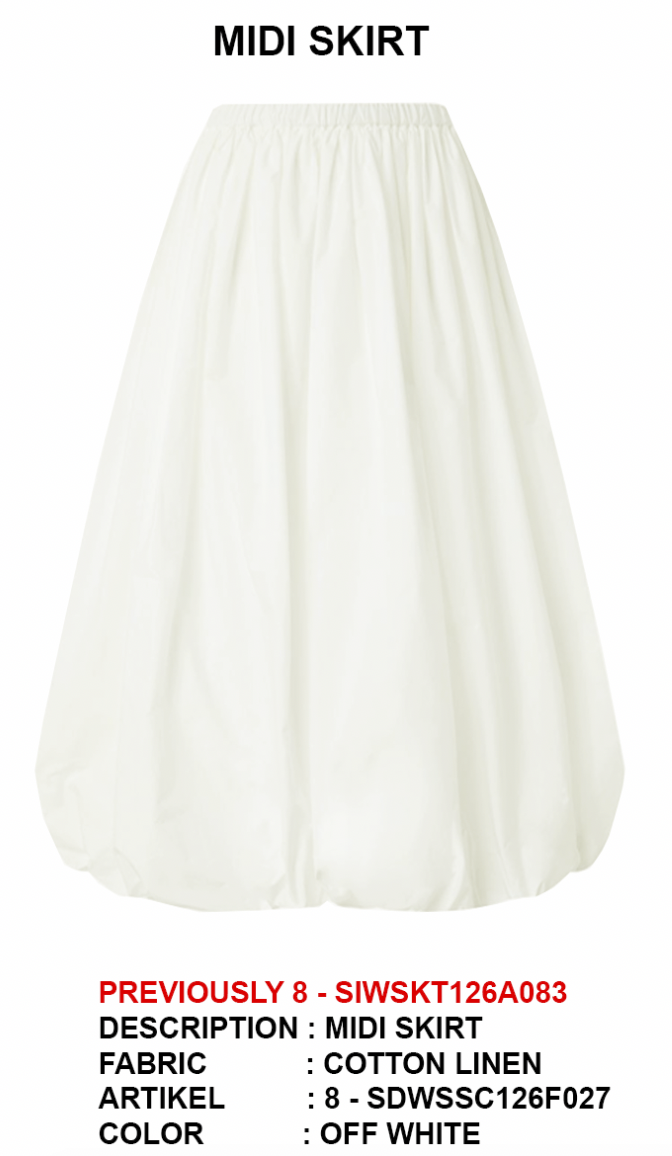 MIDI SKIRT
PREVIOUSLY 8 - SIWSKT126A083
DESCRIPTION : MIDI SKIRT
FABRIC : COTTON LINEN
ARTIKEL : 8 - SDWSSC126F027
COLOR : OFF WHITE